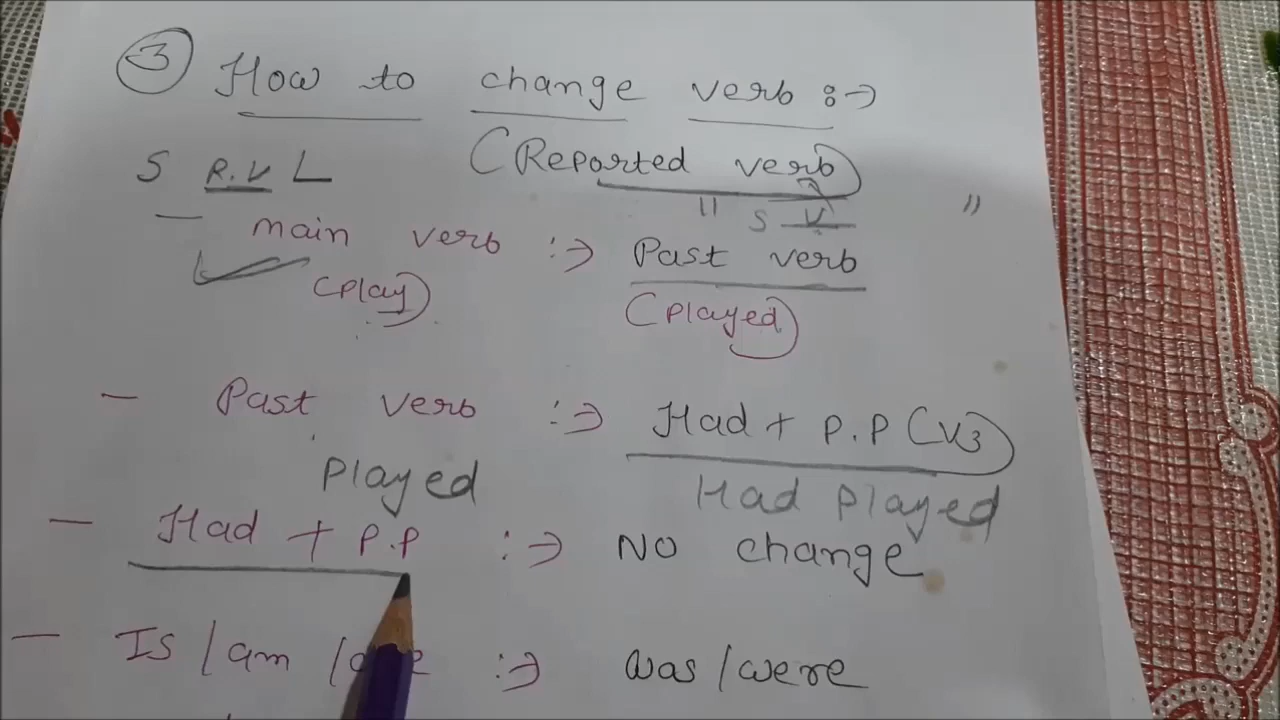 3 How to change verb :→
S R.V L (Reported verb)
" S V "
— main verb :→ Past verb
(Play) (Played)
— Past verb :→ Had + P.P (V3)
Played Had Played
— Had + P.P :→ No change
— Is / am / are :→ was / were